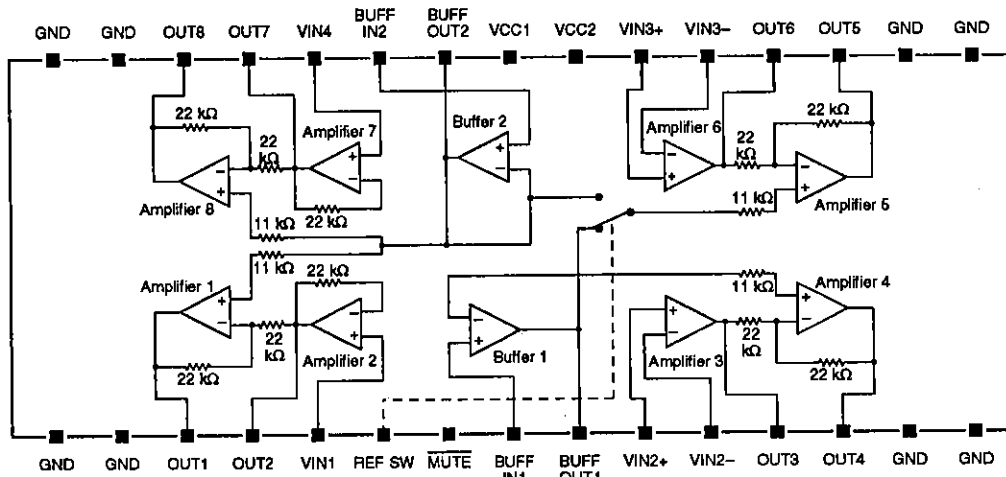 GND GND OUT8 OUT7 VIN4 BUFF IN2 BUFF OUT2 VCC1 VCC2 VIN3+ VIN3− OUT6 OUT5 GND GND
22 kΩ
22 kΩ
Amplifier 7
Buffer 2
Amplifier 6
22 kΩ
22 kΩ
+
−
−
+
+
−
−
+
−
+
Amplifier 8
22 kΩ
11 kΩ
11 kΩ
11 kΩ
Amplifier 5
Amplifier 1
22 kΩ
11 kΩ
Amplifier 4
+
−
−
+
−
+
+
−
+
−
22 kΩ
22 kΩ
Amplifier 2
Buffer 1
Amplifier 3
22 kΩ
22 kΩ
GND GND OUT1 OUT2 VIN1 REF SW MUTE BUFF IN1 BUFF OUT1 VIN2+ VIN2− OUT3 OUT4 GND GND